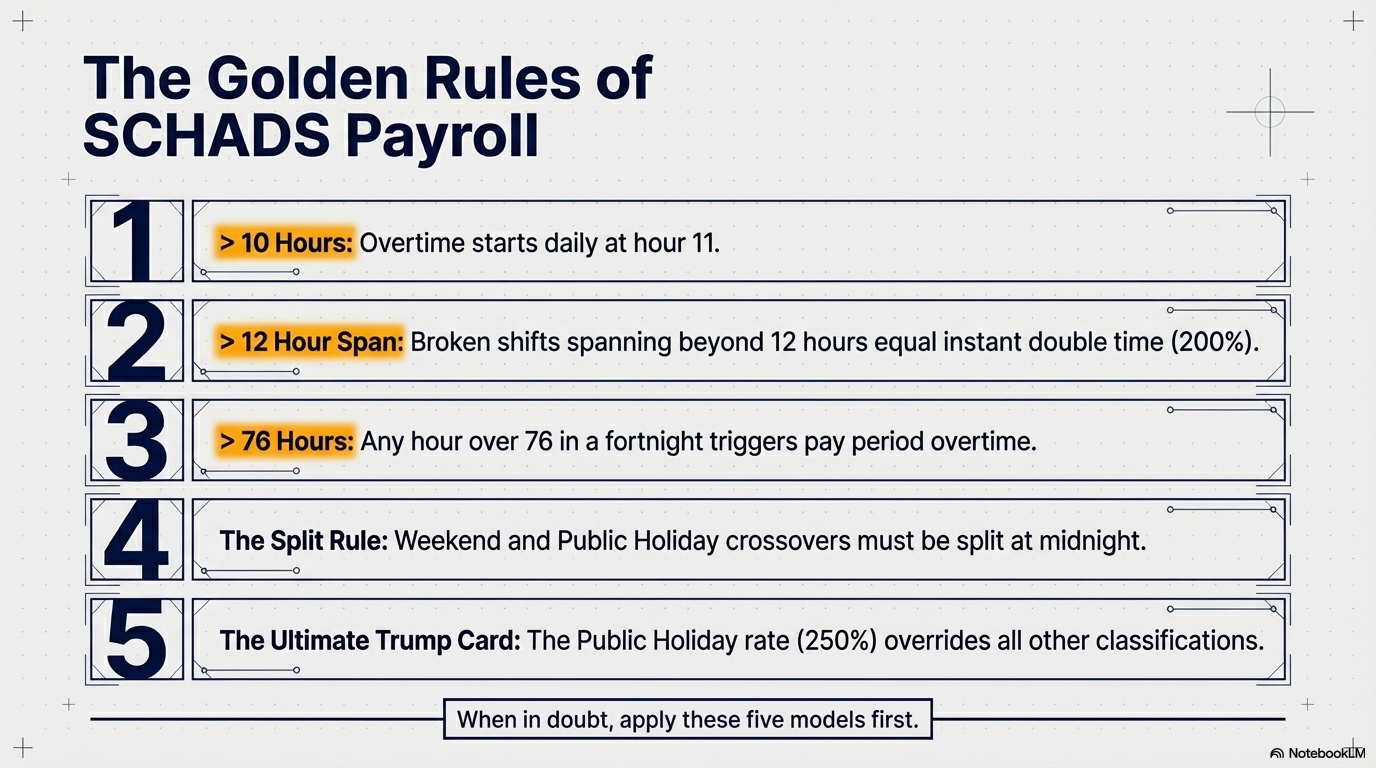 The Golden Rules of
SCHADS Payroll
1
> 10 Hours: Overtime starts daily at hour 11.
2
> 12 Hour Span: Broken shifts spanning beyond 12 hours equal instant double time (200%).
3
> 76 Hours: Any hour over 76 in a fortnight triggers pay period overtime.
4
The Split Rule: Weekend and Public Holiday crossovers must be split at midnight.
5
The Ultimate Trump Card: The Public Holiday rate (250%) overrides all other classifications.
When in doubt, apply these five models first.
NotebookLM